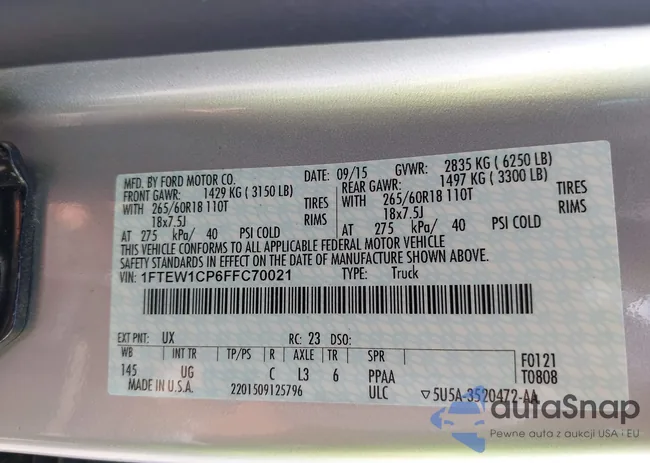 MFD. BY FORD MOTOR CO. DATE: 09/15 GVWR: 2835 KG ( 6250 LB)
FRONT GAWR: 1429 KG ( 3150 LB) REAR GAWR: 1497 KG ( 3300 LB)
WITH 265/60R18 110T TIRES WITH 265/60R18 110T TIRES
18x7.5J RIMS 18x7.5J RIMS
AT 275 kPa/ 40 PSI COLD AT 275 kPa/ 40 PSI COLD
THIS VEHICLE CONFORMS TO ALL APPLICABLE FEDERAL MOTOR VEHICLE
SAFETY STANDARDS IN EFFECT ON THE DATE OF MANUFACTURE SHOWN ABOVE.
VIN: 1FTEW1CP6FFC70021 TYPE: Truck
EXT PNT: UX RC: 23 DSO:
WB INT TR TP/PS R AXLE TR SPR F0121
145 UG C L3 6 PPAA T0808
MADE IN U.S.A. 2201509125796 ULC ▽5U5A-3520472-AA
autaSnap
Pewne auta z aukcji USA i EU